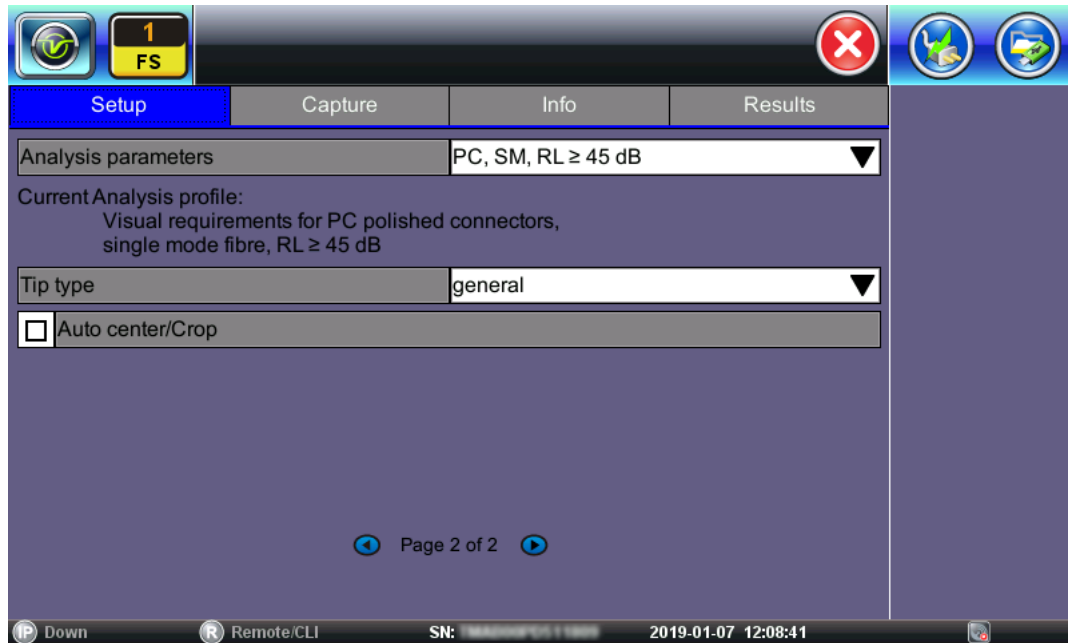 1
FS
Setup
Capture
Info
Results
Analysis parameters
PC, SM, RL ≥ 45 dB
Current Analysis profile:
Visual requirements for PC polished connectors,
single mode fibre, RL ≥ 45 dB
Tip type
general
Auto center/Crop
Page 2 of 2
IP Down
R Remote/CLI
SN:
2019-01-07 12:08:41